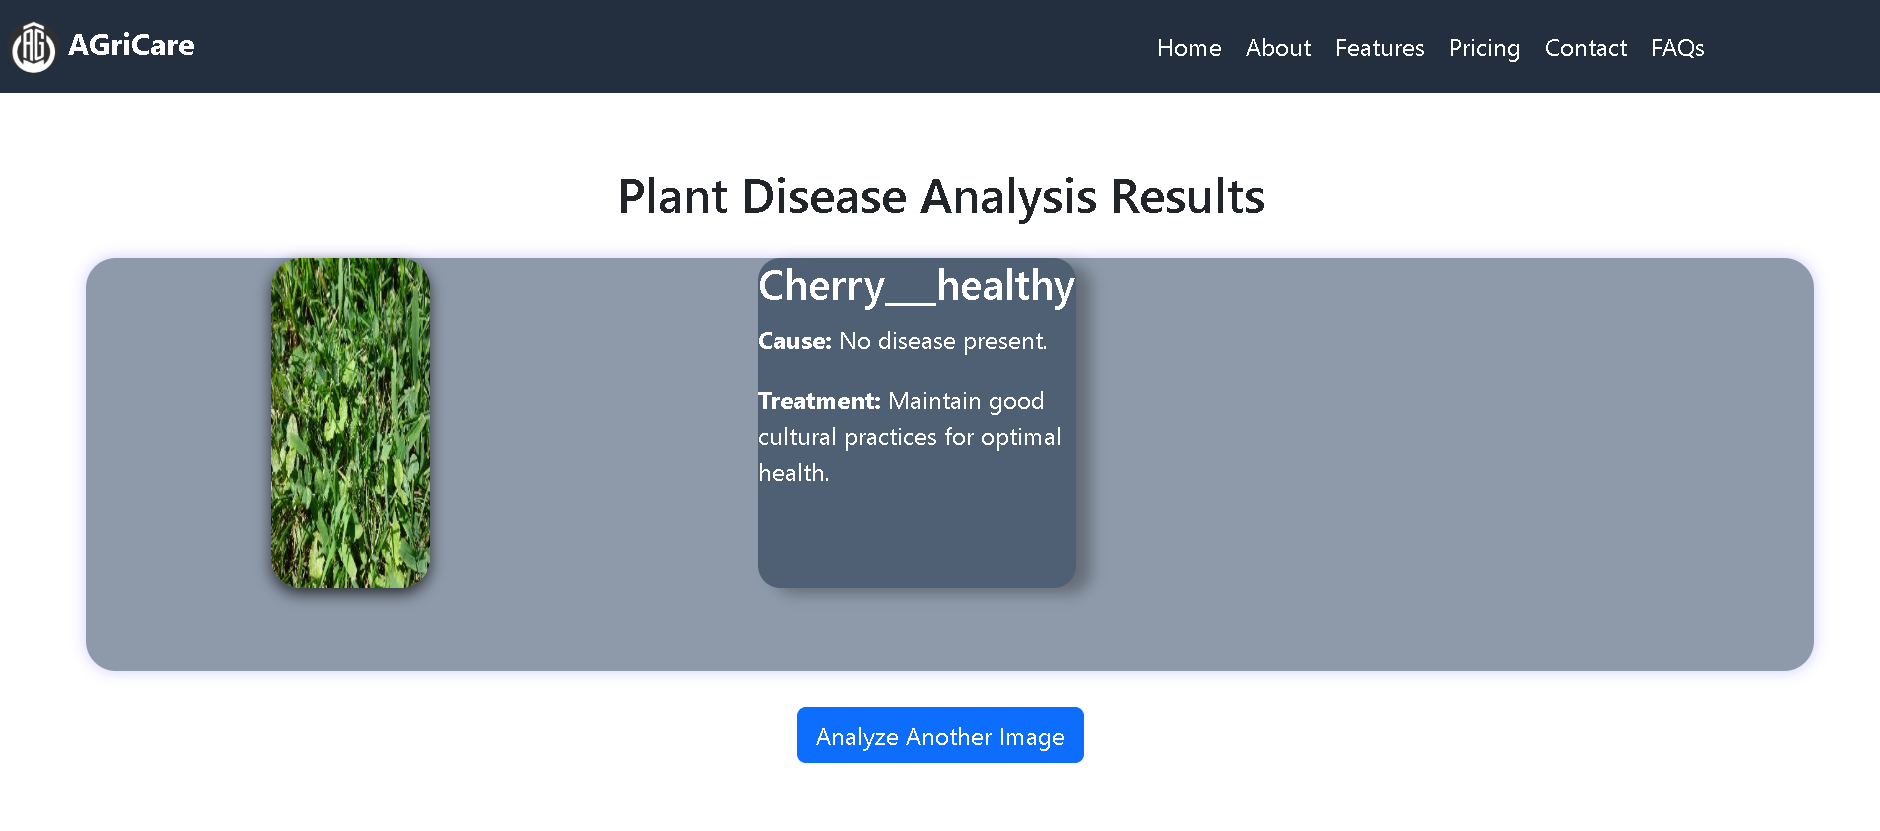 AG AGriCare
Home About Features Pricing Contact FAQs
Plant Disease Analysis Results
Cherry___healthy
Cause: No disease present.
Treatment: Maintain good
cultural practices for optimal
health.
Analyze Another Image